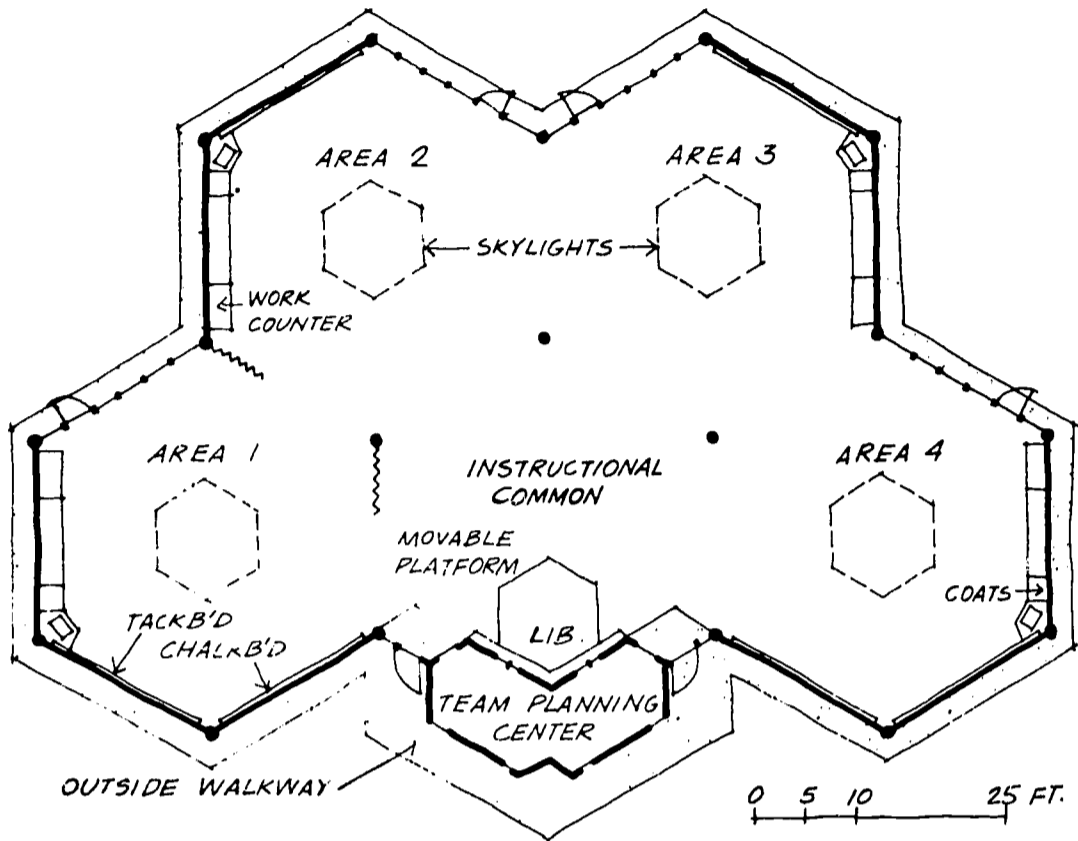 AREA 2
AREA 3
← SKYLIGHTS →
← WORK
COUNTER
AREA 1
INSTRUCTIONAL
COMMON
AREA 4
MOVABLE
PLATFORM
COATS →
TACKB'D
CHALKB'D
LIB.
TEAM PLANNING
CENTER
OUTSIDE WALKWAY
0 5 10 25 FT.